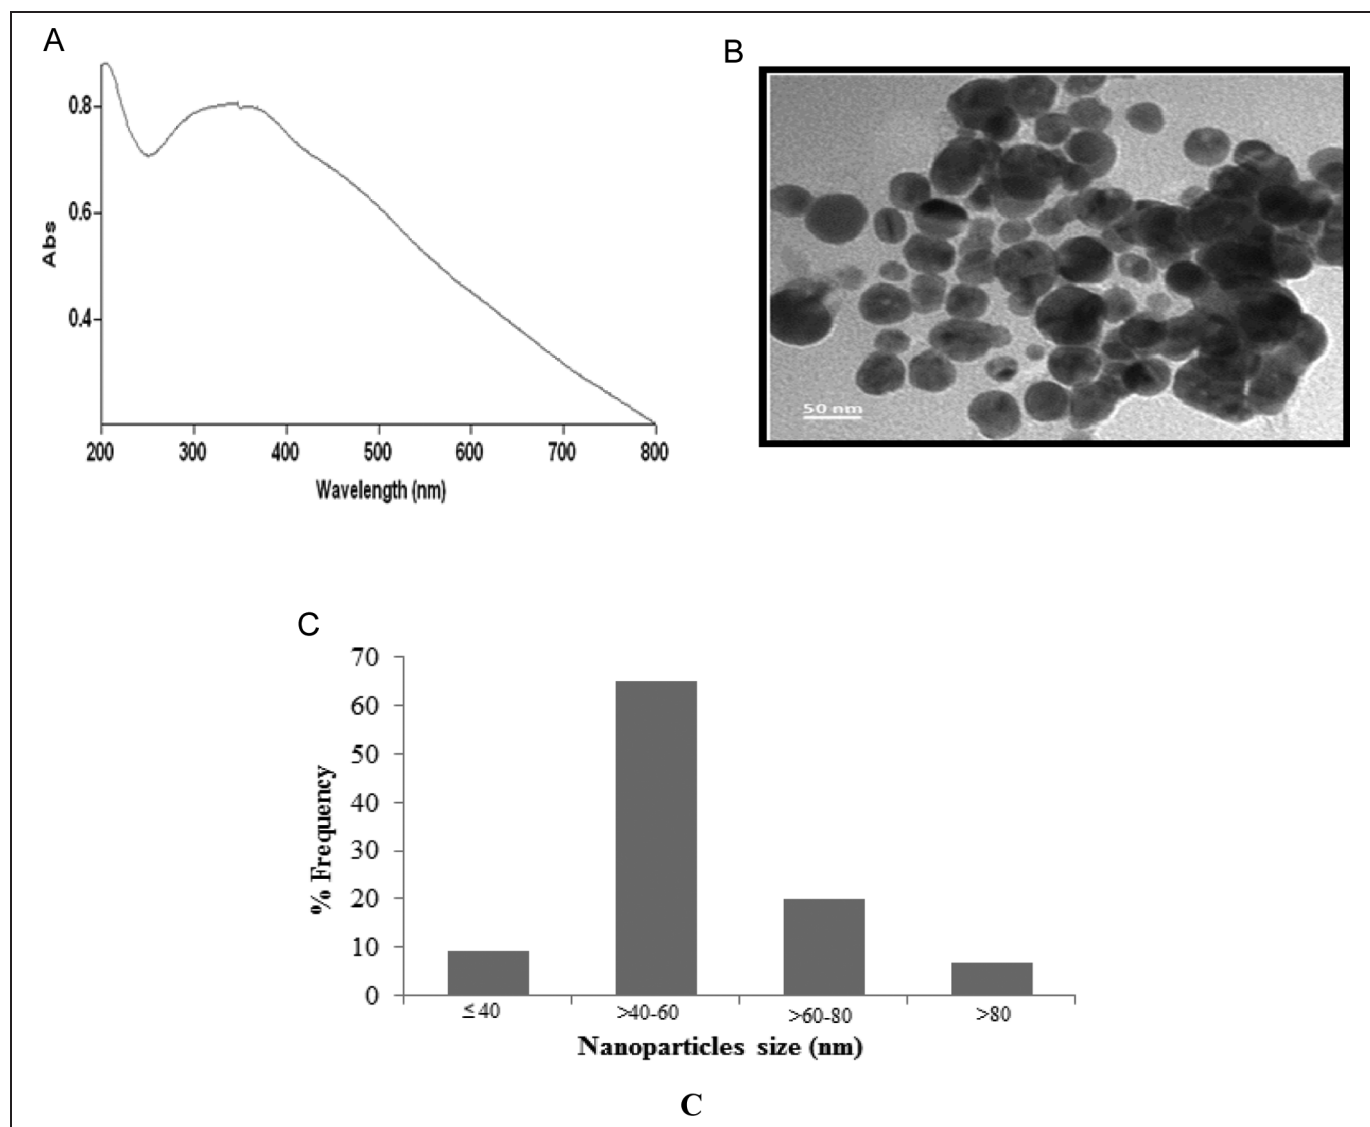 A
B
0.8
0.6
0.4
Abs
200 300 400 500 600 700 800
Wavelength (nm)
50 nm
C
70
60
50
40
30
20
10
0
% Frequency
≤40 >40-60 >60-80 >80
Nanoparticles size (nm)
C